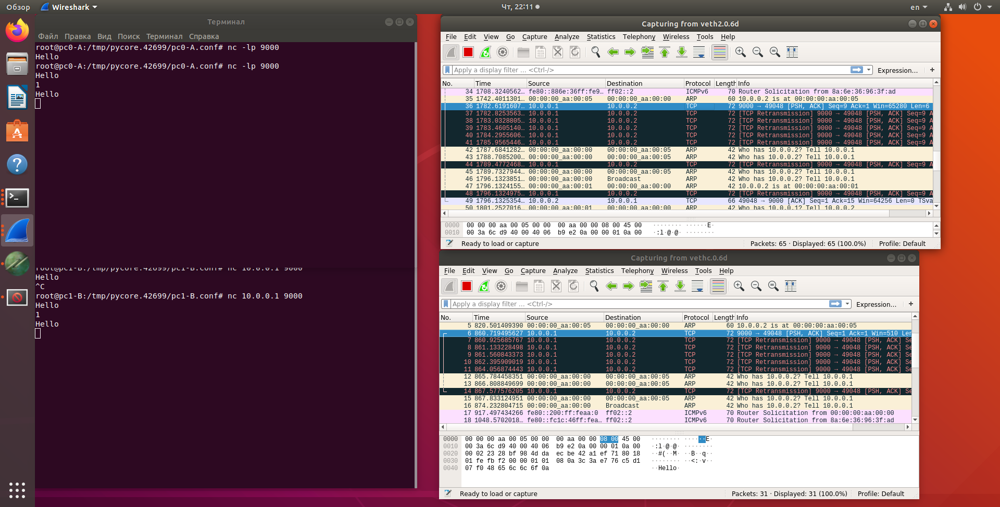 Обзор Wireshark Чт, 22:11 en
Терминал
Файл Правка Вид Поиск Терминал Справка
root@pc0-A:/tmp/pycore.42699/pc0-A.conf# nc -lp 9000
Hello
root@pc0-A:/tmp/pycore.42699/pc0-A.conf# nc -lp 9000
Hello
1
Hello
root@pc1-B:/tmp/pycore.42699/pc1-B.conf# nc 10.0.0.1 9000
Hello
^C
root@pc1-B:/tmp/pycore.42699/pc1-B.conf# nc 10.0.0.1 9000
Hello
1
Hello
Capturing from veth2.0.6d
File Edit View Go Capture Analyze Statistics Telephony Wireless Tools Help
Apply a display filter ... <Ctrl-/> Expression... +
No. Time Source Destination Protocol Length Info
34 1708.3240562… fe80::886e:36ff:fe9… ff02::2 ICMPv6 70 Router Solicitation from 8a:6e:36:96:3f:ad
35 1742.4011301… 00:00:00_aa:00:05 00:00:00_aa:00:00 ARP 60 10.0.0.2 is at 00:00:00:aa:00:05
36 1782.6191607… 10.0.0.1 10.0.0.2 TCP 72 9000 → 49048 [PSH, ACK] Seq=9 Ack=1 Win=65280 Len=6
37 1782.8253563… 10.0.0.1 10.0.0.2 TCP 72 [TCP Retransmission] 9000 → 49048 [PSH, ACK] Seq=9 A
38 1783.0328805… 10.0.0.1 10.0.0.2 TCP 72 [TCP Retransmission] 9000 → 49048 [PSH, ACK] Seq=9 A
39 1783.4605140… 10.0.0.1 10.0.0.2 TCP 72 [TCP Retransmission] 9000 → 49048 [PSH, ACK] Seq=9 A
40 1784.2955606… 10.0.0.1 10.0.0.2 TCP 72 [TCP Retransmission] 9000 → 49048 [PSH, ACK] Seq=9 A
41 1785.9565446… 10.0.0.1 10.0.0.2 TCP 72 [TCP Retransmission] 9000 → 49048 [PSH, ACK] Seq=9 A
42 1787.6841282… 00:00:00_aa:00:00 00:00:00_aa:00:05 ARP 42 Who has 10.0.0.2? Tell 10.0.0.1
43 1788.7085200… 00:00:00_aa:00:00 00:00:00_aa:00:05 ARP 42 Who has 10.0.0.2? Tell 10.0.0.1
44 1789.4772468… 10.0.0.1 10.0.0.2 TCP 72 [TCP Retransmission] 9000 → 49048 [PSH, ACK] Seq=9 A
45 1789.7327944… 00:00:00_aa:00:00 00:00:00_aa:00:05 ARP 42 Who has 10.0.0.2? Tell 10.0.0.1
46 1796.1323851… 00:00:00_aa:00:00 Broadcast ARP 42 Who has 10.0.0.2? Tell 10.0.0.1
47 1796.1324155… 00:00:00_aa:00:01 00:00:00_aa:00:00 ARP 42 10.0.0.2 is at 00:00:00:aa:00:01
48 1796.1324975… 10.0.0.1 10.0.0.2 TCP 72 [TCP Retransmission] 9000 → 49048 [PSH, ACK] Seq=9 A
49 1796.1325354… 10.0.0.2 10.0.0.1 TCP 66 49048 → 9000 [ACK] Seq=1 Ack=15 Win=64256 Len=0 TSva
50 1801.2527016… 00:00:00_aa:00:01 00:00:00_aa:00:00 ARP 42 Who has 10.0.0.1? Tell 10.0.0.2
0000 00 00 00 aa 00 05 00 00 00 aa 00 00 08 00 45 00 ········ ······E·
0010 00 3a 6c d9 40 00 40 06 b9 e2 0a 00 00 01 0a 00 ·:l·@·@· ········
Ready to load or capture Packets: 65 · Displayed: 65 (100.0%) Profile: Default
Capturing from vethc.0.6d
File Edit View Go Capture Analyze Statistics Telephony Wireless Tools Help
Apply a display filter ... <Ctrl-/> Expression... +
No. Time Source Destination Protocol Length Info
5 820.501409390 00:00:00_aa:00:05 00:00:00_aa:00:00 ARP 60 10.0.0.2 is at 00:00:00:aa:00:05
6 860.719495627 10.0.0.1 10.0.0.2 TCP 72 9000 → 49048 [PSH, ACK] Seq=1 Ack=1 Win=510 Len
7 860.925685767 10.0.0.1 10.0.0.2 TCP 72 [TCP Retransmission] 9000 → 49048 [PSH, ACK] Se
8 861.133228498 10.0.0.1 10.0.0.2 TCP 72 [TCP Retransmission] 9000 → 49048 [PSH, ACK] Se
9 861.560843373 10.0.0.1 10.0.0.2 TCP 72 [TCP Retransmission] 9000 → 49048 [PSH, ACK] Se
10 862.395909019 10.0.0.1 10.0.0.2 TCP 72 [TCP Retransmission] 9000 → 49048 [PSH, ACK] Se
11 864.056874443 10.0.0.1 10.0.0.2 TCP 72 [TCP Retransmission] 9000 → 49048 [PSH, ACK] Se
12 865.784458351 00:00:00_aa:00:00 00:00:00_aa:00:05 ARP 42 Who has 10.0.0.2? Tell 10.0.0.1
13 866.808849699 00:00:00_aa:00:00 00:00:00_aa:00:05 ARP 42 Who has 10.0.0.2? Tell 10.0.0.1
14 867.577576205 10.0.0.1 10.0.0.2 TCP 72 [TCP Retransmission] 9000 → 49048 [PSH, ACK] Se
15 867.833124951 00:00:00_aa:00:00 00:00:00_aa:00:05 ARP 42 Who has 10.0.0.2? Tell 10.0.0.1
16 874.232804715 00:00:00_aa:00:00 Broadcast ARP 42 Who has 10.0.0.2? Tell 10.0.0.1
17 917.497434266 fe80::200:ff:feaa:0 ff02::2 ICMPv6 70 Router Solicitation from 00:00:00:aa:00:00
18 1048.5702018… fe80::fc1c:46ff:fea… ff02::2 ICMPv6 70 Router Solicitation from 8a:6e:36:96:3f:ad
0000 00 00 00 aa 00 05 00 00 00 aa 00 00 08 00 45 00 ········ ······E·
0010 00 3a 6c d9 40 00 40 06 b9 e2 0a 00 00 01 0a 00 ·:l·@·@· ········
0020 00 02 23 28 bf 98 4d da ec be 42 a1 ef 71 80 18 ··#(··M· ··B··q··
0030 01 fe fb f2 00 00 01 01 08 0a 3c 3a e7 76 c5 d1 ········ ··<:·v··
0040 07 f0 48 65 6c 6c 6f 0a ··Hello·
Ready to load or capture Packets: 31 · Displayed: 31 (100.0%) Profile: Default